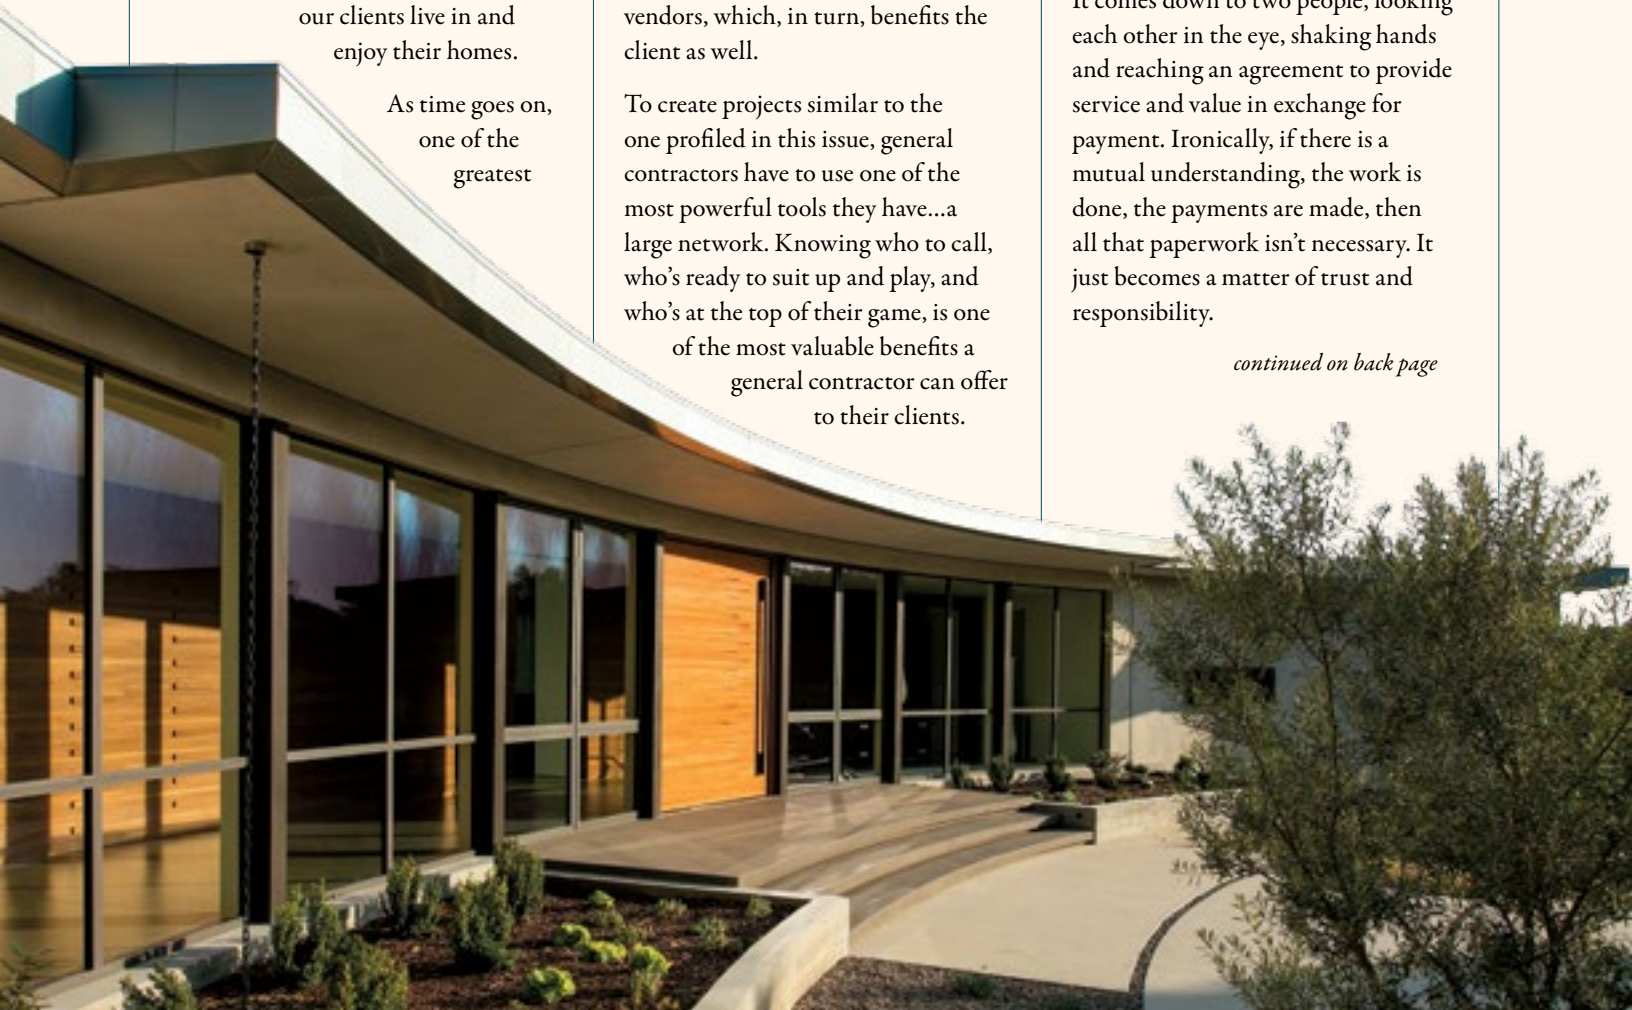 our clients live in and
enjoy their homes.
As time goes on,
one of the
greatest
vendors, which, in turn, benefits the
client as well.
To create projects similar to the
one profiled in this issue, general
contractors have to use one of the
most powerful tools they have...a
large network. Knowing who to call,
who’s ready to suit up and play, and
who’s at the top of their game, is one
of the most valuable benefits a
general contractor can offer
to their clients.
It comes down to two people, looking
each other in the eye, shaking hands
and reaching an agreement to provide
service and value in exchange for
payment. Ironically, if there is a
mutual understanding, the work is
done, the payments are made, then
all that paperwork isn’t necessary. It
just becomes a matter of trust and
responsibility.
continued on back page